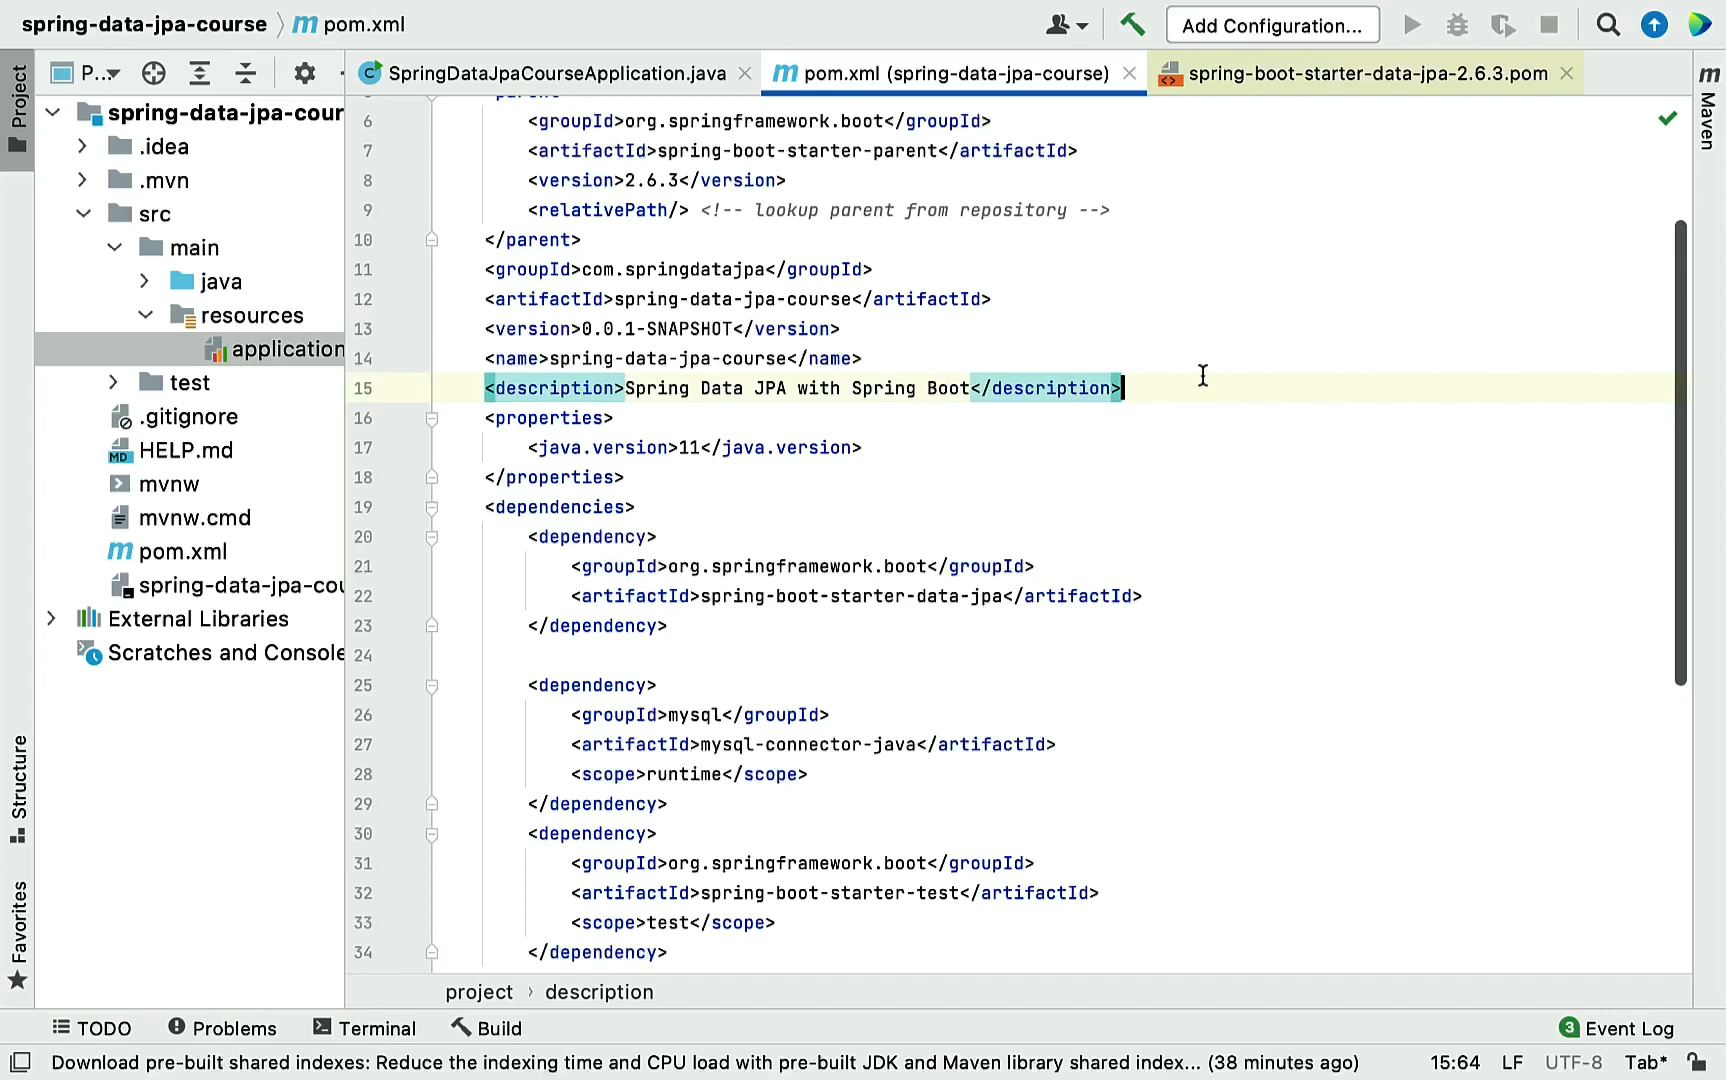 spring-data-jpa-course
pom.xml
Add Configuration...
P...
SpringDataJpaCourseApplication.java
pom.xml (spring-data-jpa-course)
spring-boot-starter-data-jpa-2.6.3.pom
Project
Structure
Favorites
Maven
spring-data-jpa-cour
.idea
.mvn
src
main
java
resources
application
test
.gitignore
HELP.md
mvnw
mvnw.cmd
pom.xml
spring-data-jpa-cou
External Libraries
Scratches and Console
6 <groupId>org.springframework.boot</groupId>
7 <artifactId>spring-boot-starter-parent</artifactId>
8 <version>2.6.3</version>
9 <relativePath/> <!-- lookup parent from repository -->
10 </parent>
11 <groupId>com.springdatajpa</groupId>
12 <artifactId>spring-data-jpa-course</artifactId>
13 <version>0.0.1-SNAPSHOT</version>
14 <name>spring-data-jpa-course</name>
15 <description>Spring Data JPA with Spring Boot</description>
16 <properties>
17 <java.version>11</java.version>
18 </properties>
19 <dependencies>
20 <dependency>
21 <groupId>org.springframework.boot</groupId>
22 <artifactId>spring-boot-starter-data-jpa</artifactId>
23 </dependency>
24
25 <dependency>
26 <groupId>mysql</groupId>
27 <artifactId>mysql-connector-java</artifactId>
28 <scope>runtime</scope>
29 </dependency>
30 <dependency>
31 <groupId>org.springframework.boot</groupId>
32 <artifactId>spring-boot-starter-test</artifactId>
33 <scope>test</scope>
34 </dependency>
project › description
TODO
Problems
Terminal
Build
3 Event Log
Download pre-built shared indexes: Reduce the indexing time and CPU load with pre-built JDK and Maven library shared index... (38 minutes ago)
15:64
LF
UTF-8
Tab*